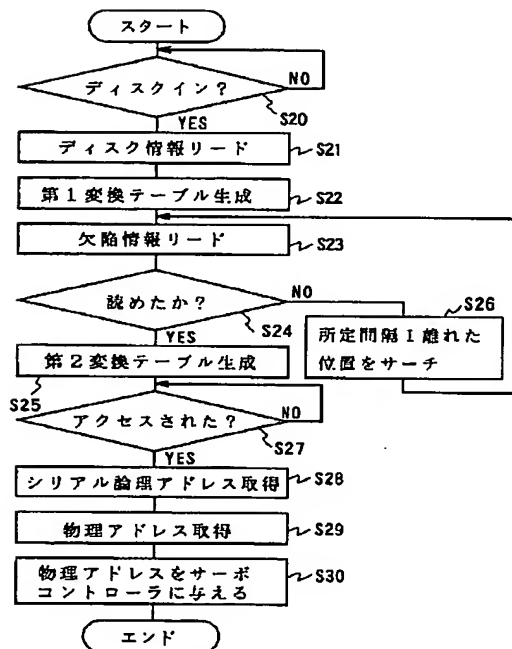 スタート
ディスクイン?
NO
S20
YES
ディスク情報リード
S21
第1変換テーブル生成
S22
欠陥情報リード
S23
読めたか?
NO
S24
S26
YES
所定間隔I離れた
位置をサーチ
第2変換テーブル生成
S25
アクセスされた?
NO
S27
YES
シリアル論理アドレス取得
S28
物理アドレス取得
S29
物理アドレスをサーボ
コントローラに与える
S30
エンド